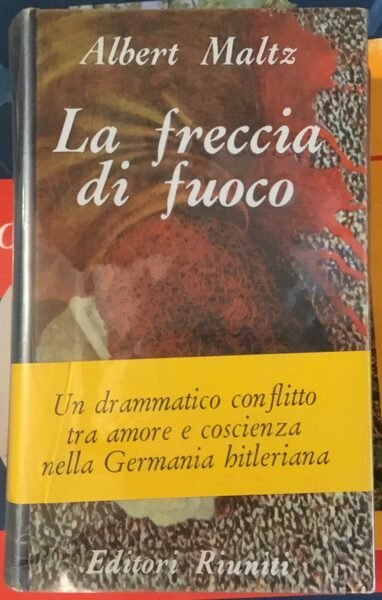 Albert Maltz
La freccia
di fuoco
Un drammatico conflitto
tra amore e coscienza
nella Germania hitleriana
Editori Riuniti